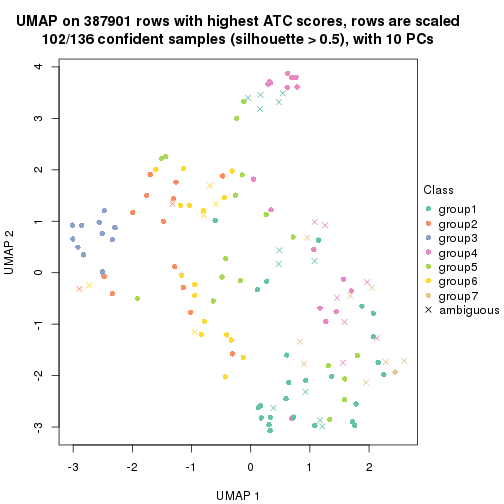 UMAP on 387901 rows with highest ATC scores, rows are scaled
102/136 confident samples (silhouette > 0.5), with 10 PCs
4
3
2
1
0
-1
-2
-3
UMAP 2
-3
-2
-1
0
1
2
UMAP 1
Class
group1
group2
group3
group4
group5
group6
group7
ambiguous